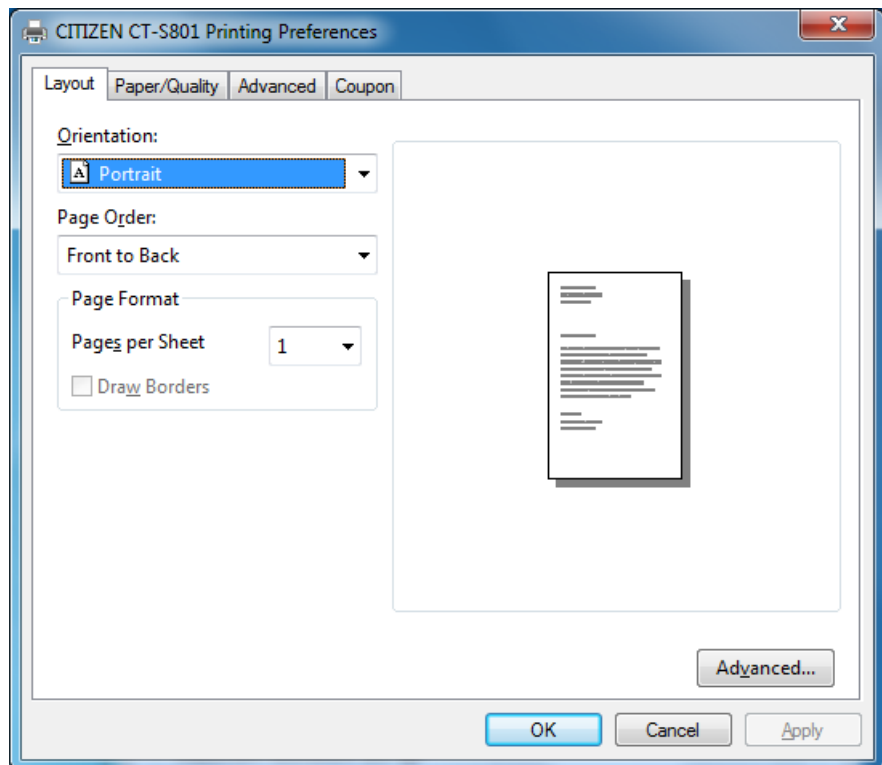 CITIZEN CT-S801 Printing Preferences
Layout Paper/Quality Advanced Coupon
Orientation:
Portrait
Page Order:
Front to Back
Page Format
Pages per Sheet 1
Draw Borders
Advanced...
OK Cancel Apply